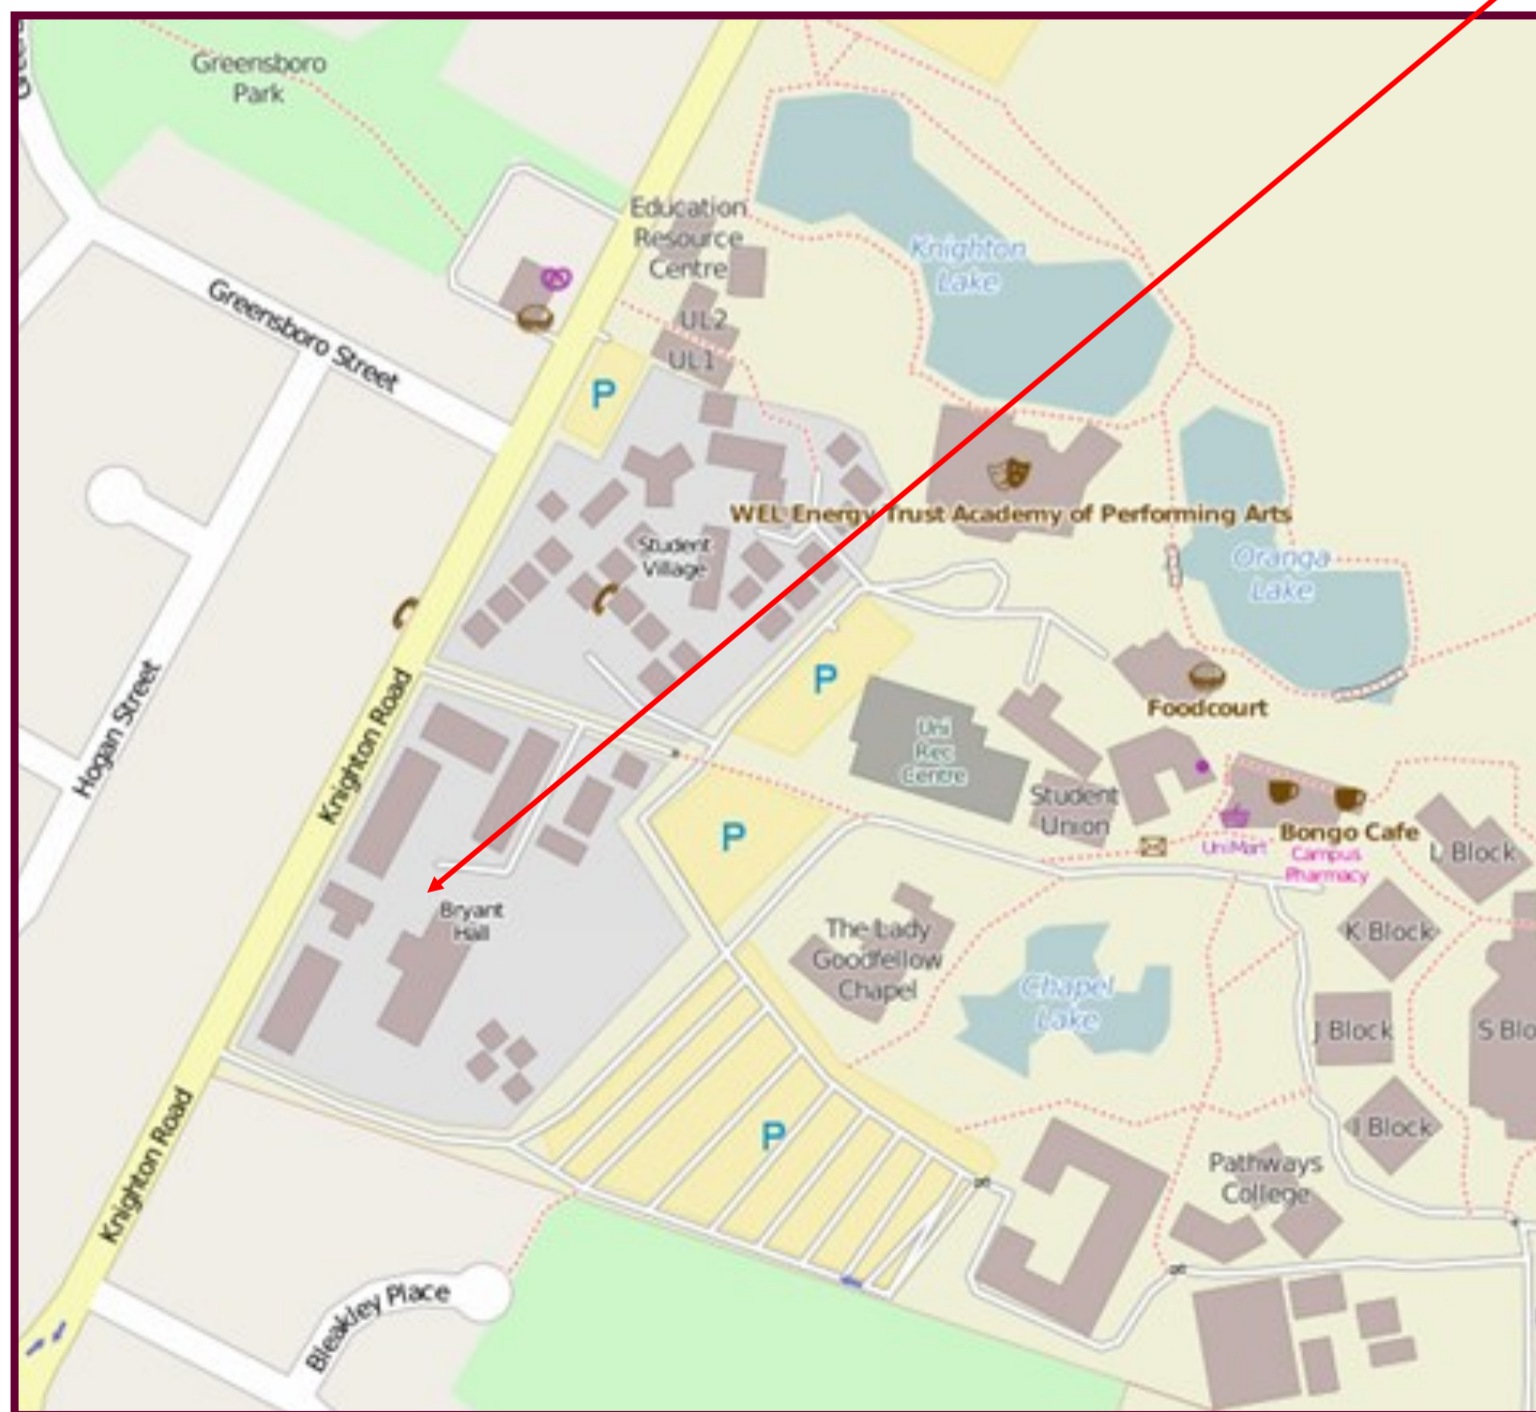 Greensboro
Park
Education
Resource
Centre
Knighton
Lake
UL2
Greensboro Street
UL1
P
WEL Energy Trust Academy of Performing Arts
Student
Village
Oranga
Lake
P
Foodcourt
Knighton Road
Hogan Street
Uni
Rec
Centre
Student
Union
P
Bongo Cafe
UniMart
Campus
Pharmacy
L Block
Bryant
Hall
The Lady
Goodfellow
Chapel
K Block
Chapel
Lake
J Block
S Blo
I Block
P
Knighton Road
Pathways
College
Bleakley Place